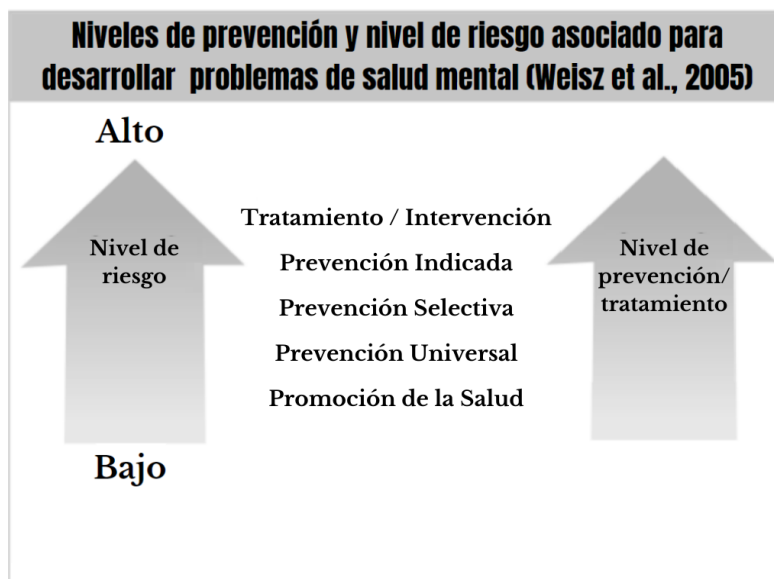 Niveles de prevención y nivel de riesgo asociado para
desarrollar problemas de salud mental (Weisz et al., 2005)
Alto
Nivel de
riesgo
Bajo
Tratamiento / Intervención
Prevención Indicada
Prevención Selectiva
Prevención Universal
Promoción de la Salud
Nivel de
prevención/
tratamiento